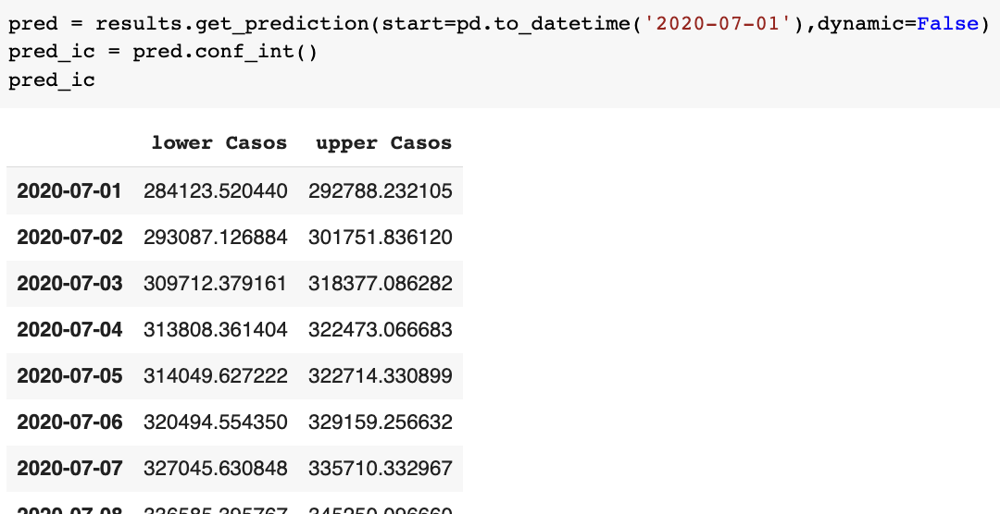 pred = results.get_prediction(start=pd.to_datetime('2020-07-01'),dynamic=False)
pred_ic = pred.conf_int()
pred_ic
lower Casos upper Casos
2020-07-01 284123.520440 292788.232105
2020-07-02 293087.126884 301751.836120
2020-07-03 309712.379161 318377.086282
2020-07-04 313808.361404 322473.066683
2020-07-05 314049.627222 322714.330899
2020-07-06 320494.554350 329159.256632
2020-07-07 327045.630848 335710.332967
2020-07-08